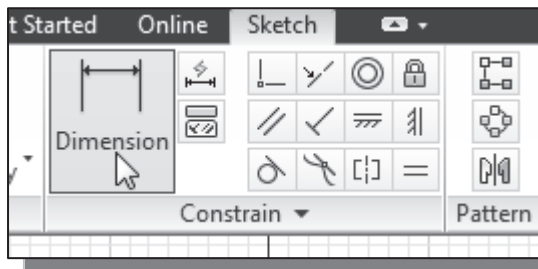 t Started Online Sketch
Dimension
y
Constrain
Pattern